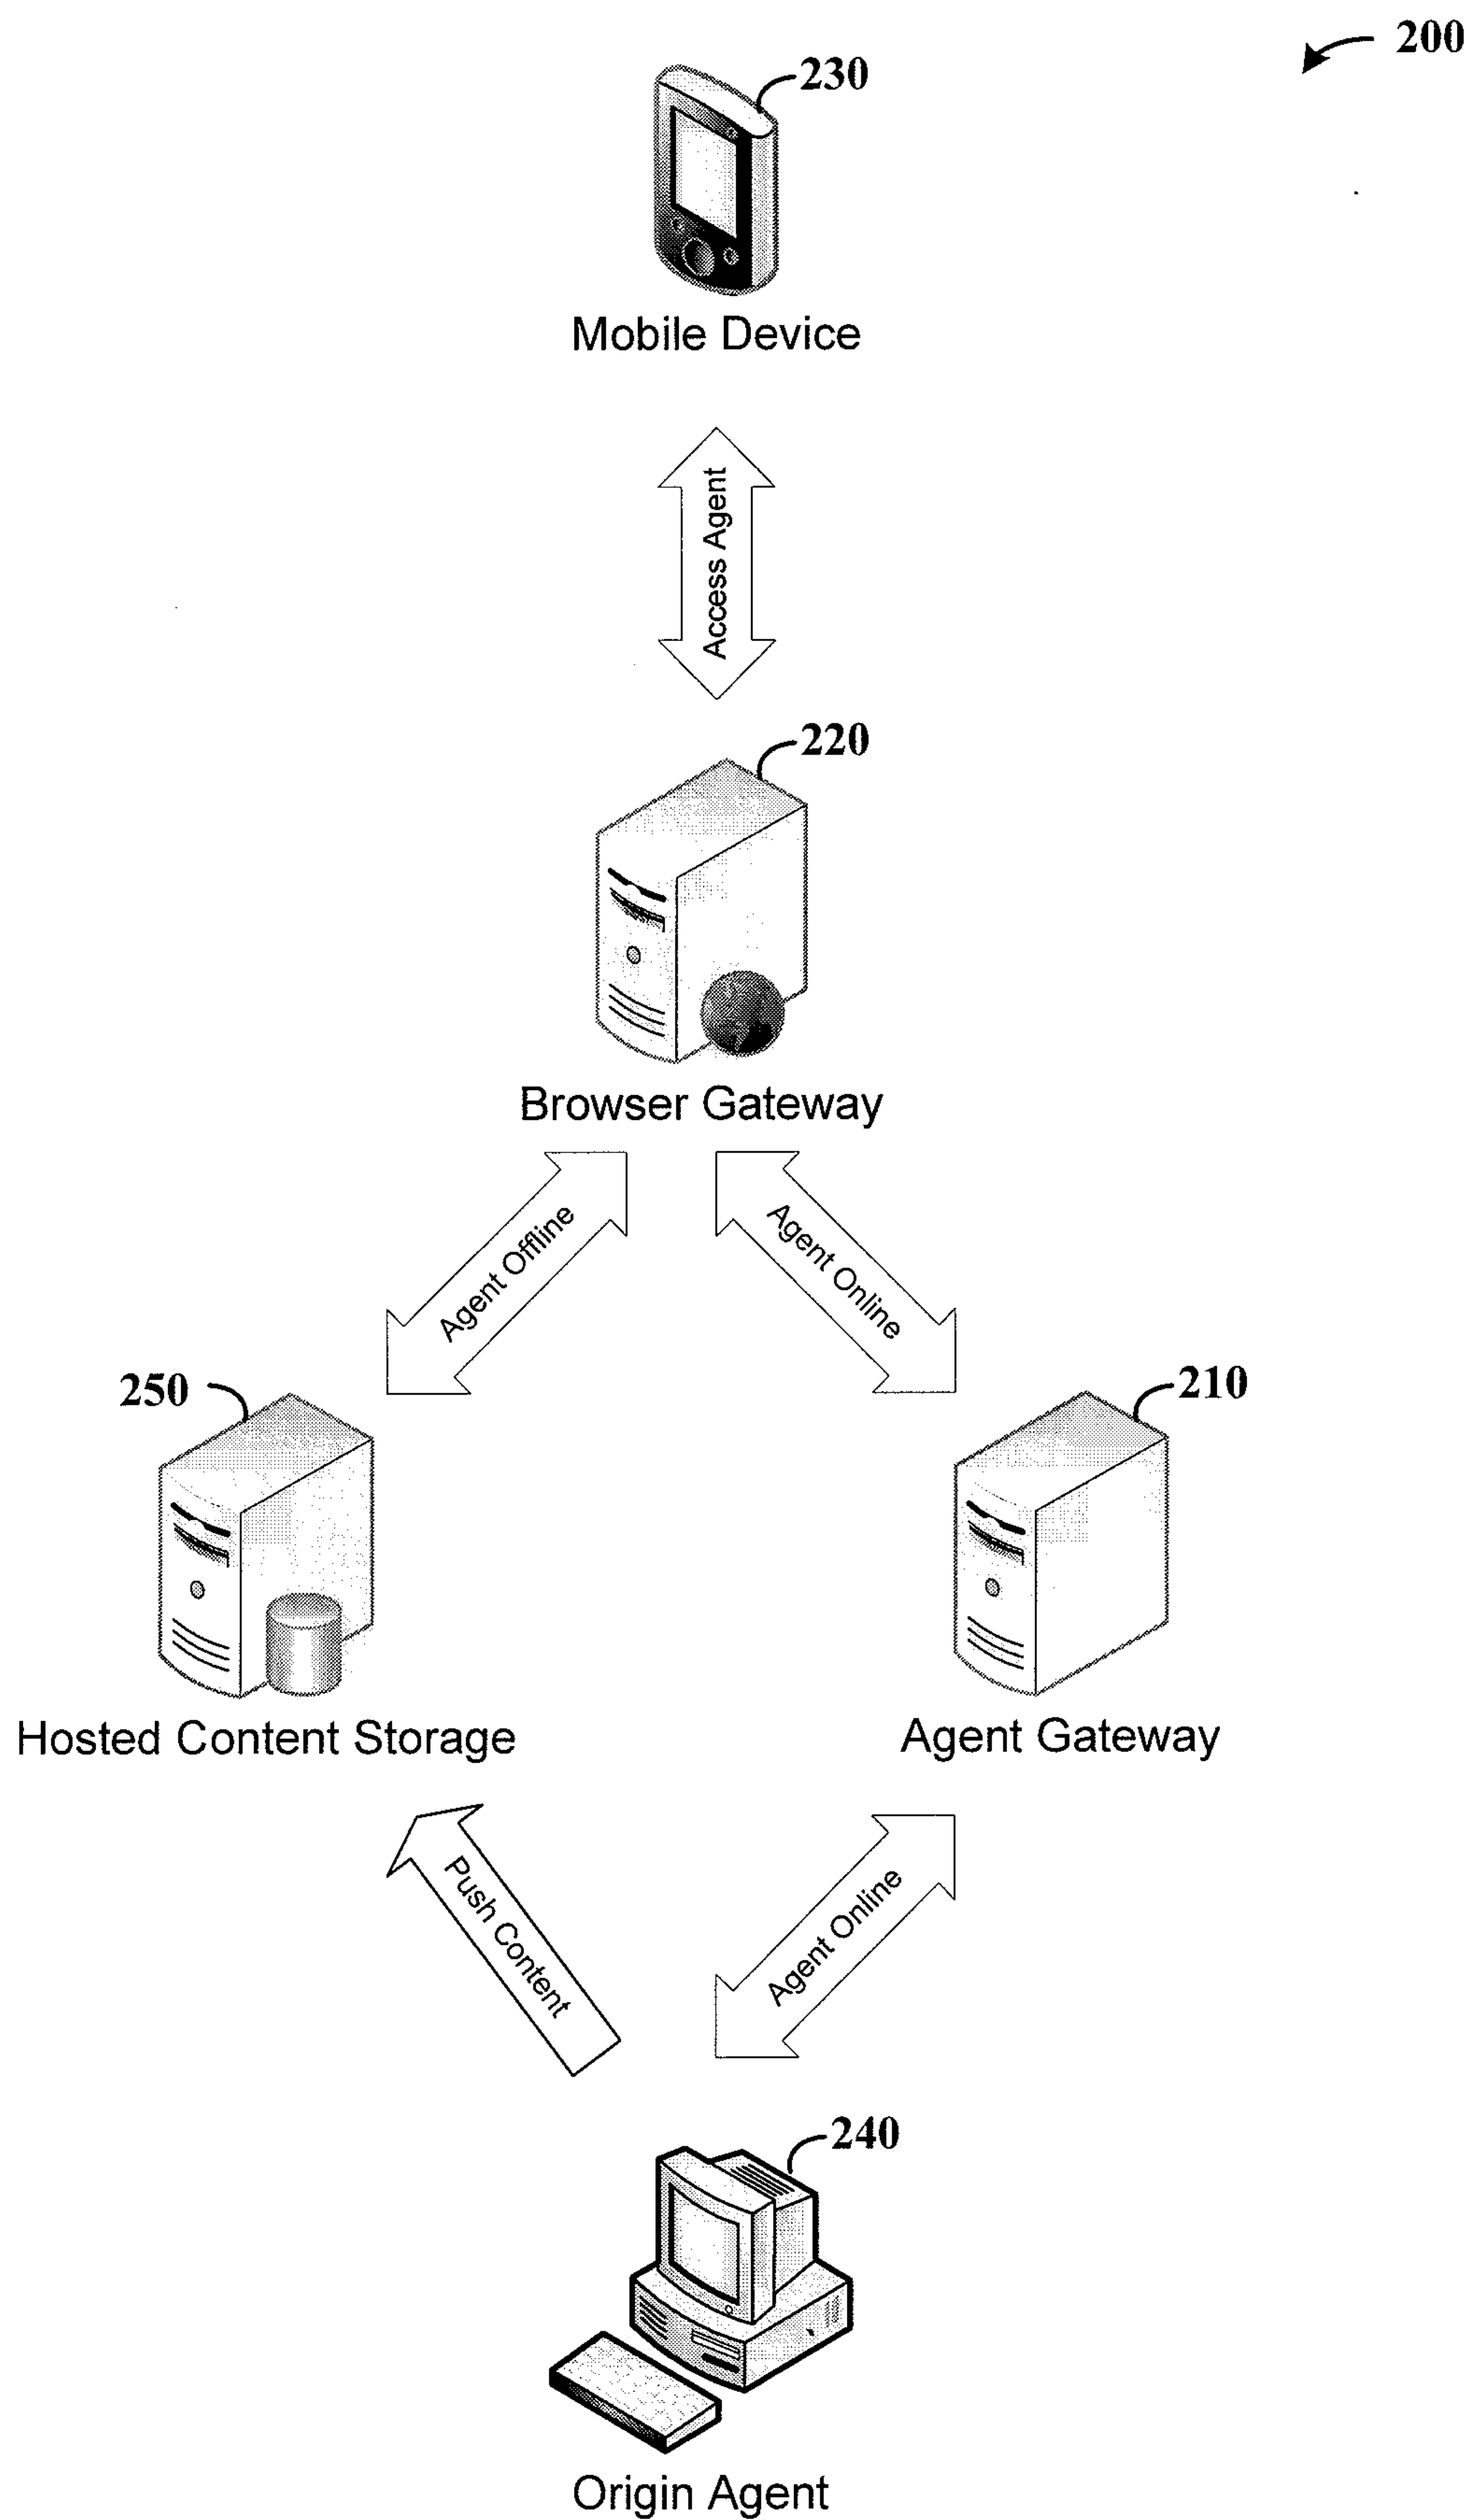 200
230
Mobile Device
Access Agent
220
Browser Gateway
Agent Offline
Agent Online
250
210
Hosted Content Storage
Agent Gateway
Push Content
Agent Online
240
Origin Agent